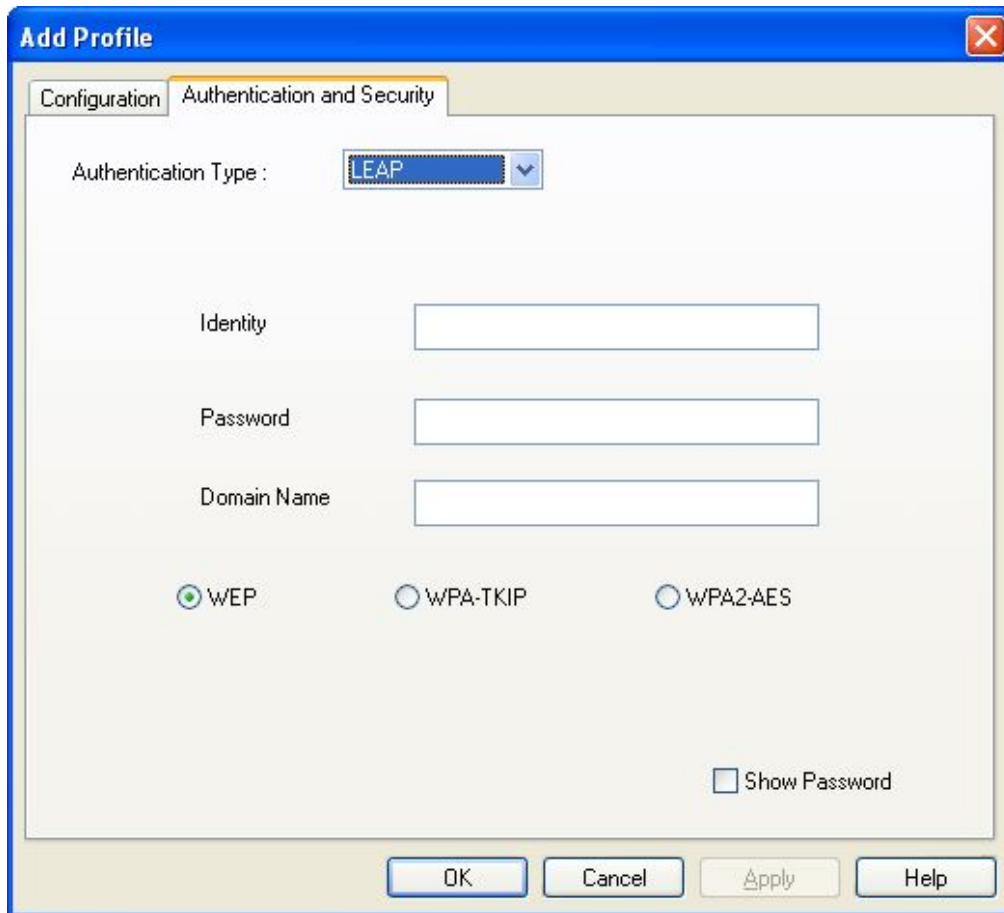 Add Profile
Configuration
Authentication and Security
Authentication Type :
LEAP
Identity
Password
Domain Name
WEP
WPA-TKIP
WPA2-AES
Show Password
OK
Cancel
Apply
Help